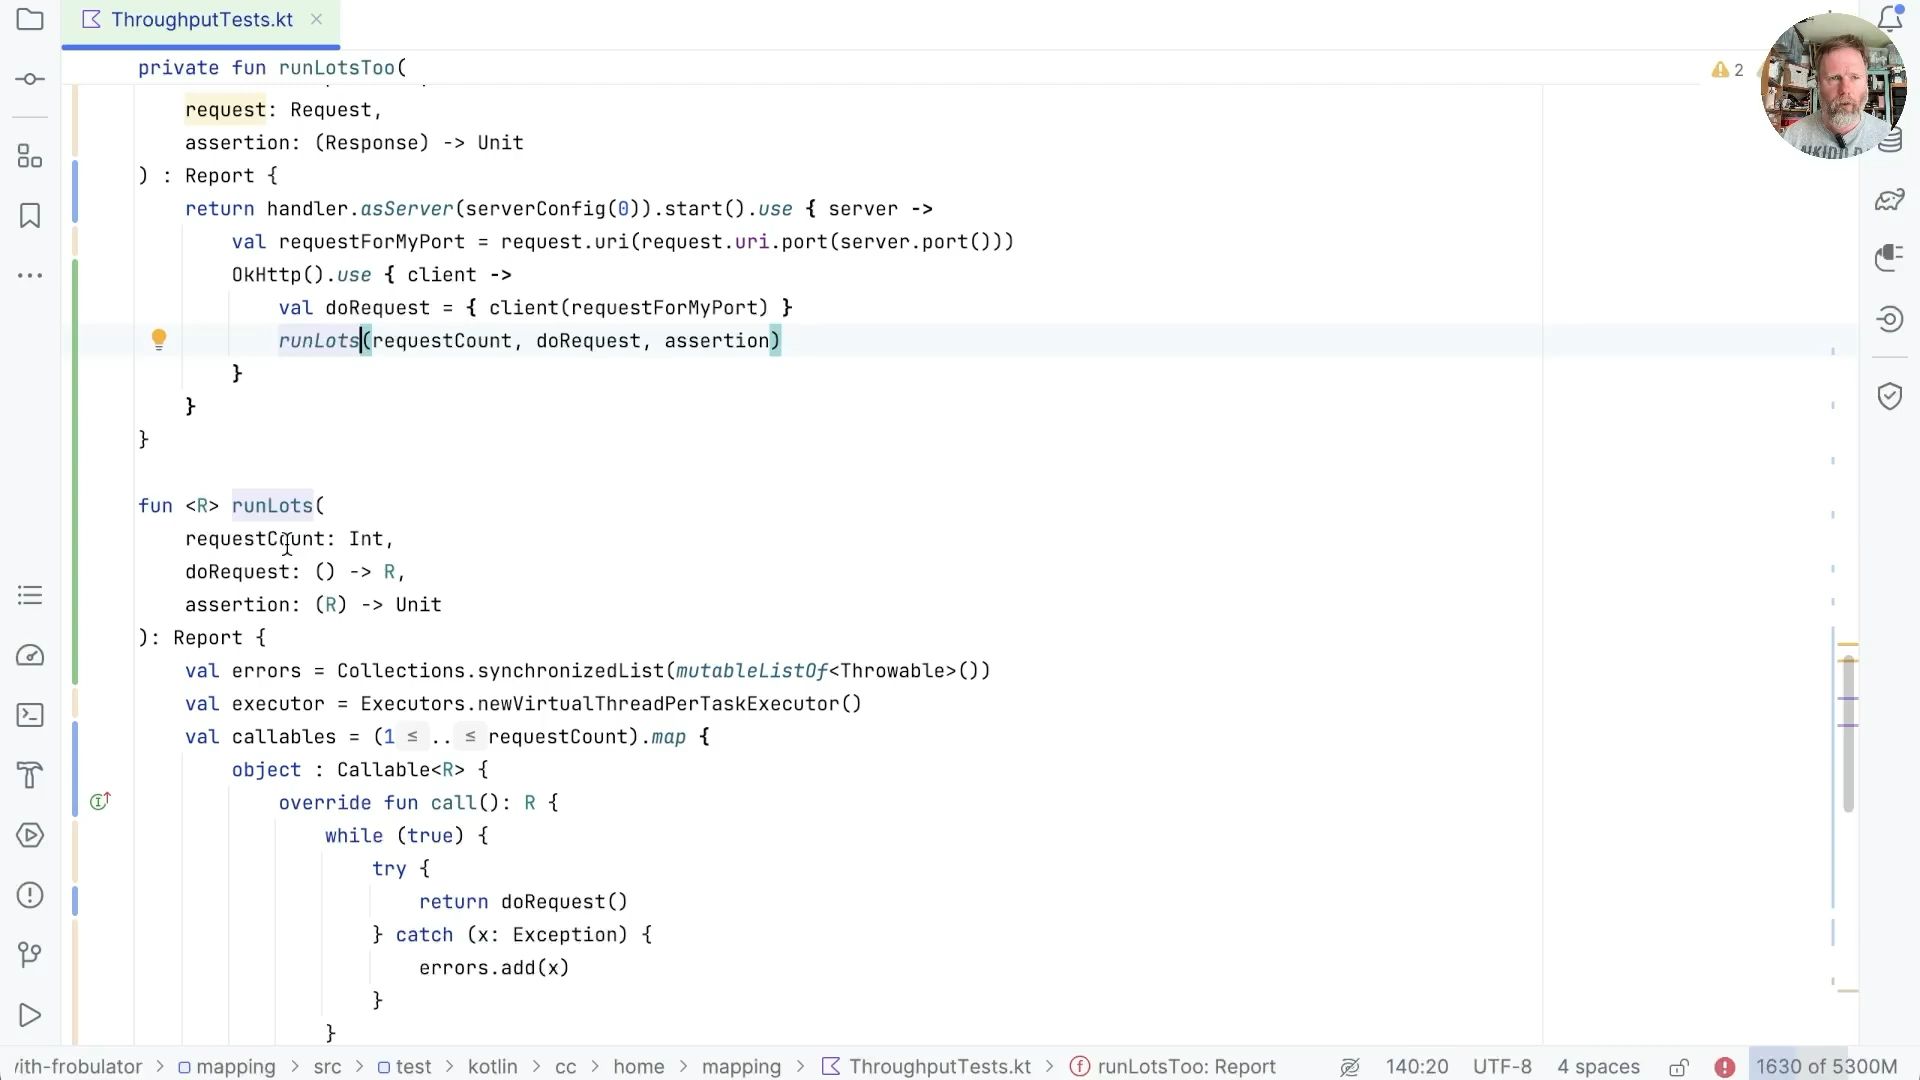 ThroughputTests.kt
private fun runLotsToo(
2
request: Request,
assertion: (Response) -> Unit
) : Report {
return handler.asServer(serverConfig(0)).start().use { server ->
val requestForMyPort = request.uri(request.uri.port(server.port()))
OkHttp().use { client ->
val doRequest = { client(requestForMyPort) }
runLots(requestCount, doRequest, assertion)
}
}
}
fun <R> runLots(
requestCount: Int,
doRequest: () -> R,
assertion: (R) -> Unit
): Report {
val errors = Collections.synchronizedList(mutableListOf<Throwable>())
val executor = Executors.newVirtualThreadPerTaskExecutor()
val callables = (1 ≤ .. ≤ requestCount).map {
object : Callable<R> {
override fun call(): R {
while (true) {
try {
return doRequest()
} catch (x: Exception) {
errors.add(x)
}
}
ith-frobulator > mapping > src > test > kotlin > cc > home > mapping > ThroughputTests.kt > runLotsToo: Report 140:20 UTF-8 4 spaces 1630 of 5300M